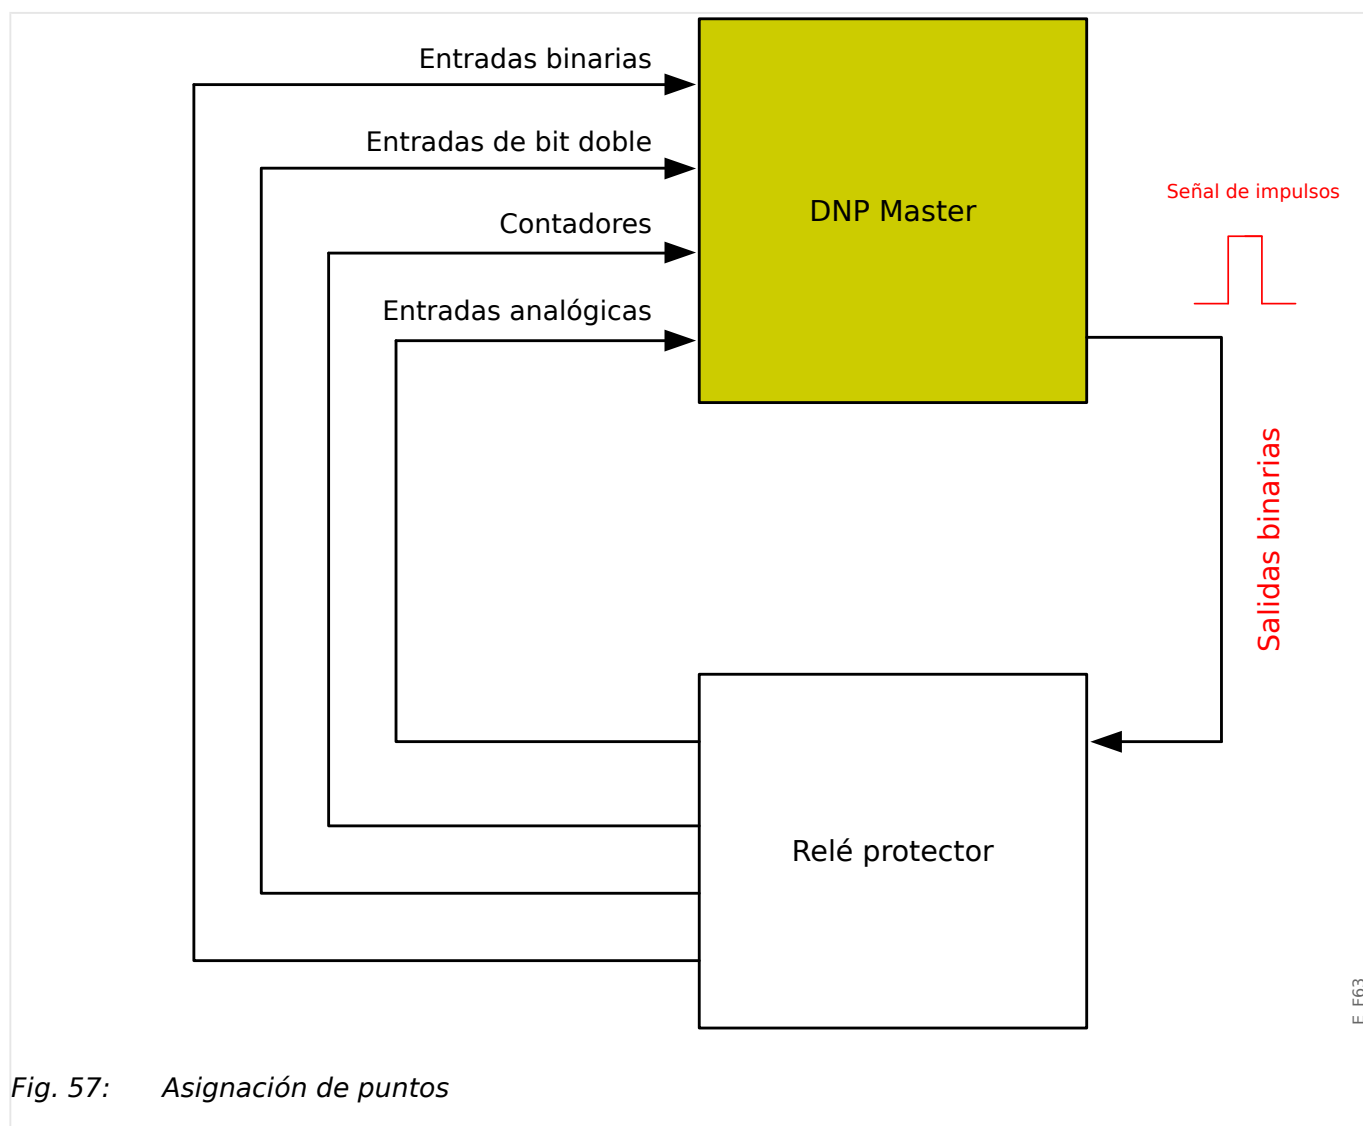 Entradas binarias
Entradas de bit doble
Contadores
Entradas analógicas
DNP Master
Señal de impulsos
Salidas binarias
Relé protector
Fig. 57: Asignación de puntos